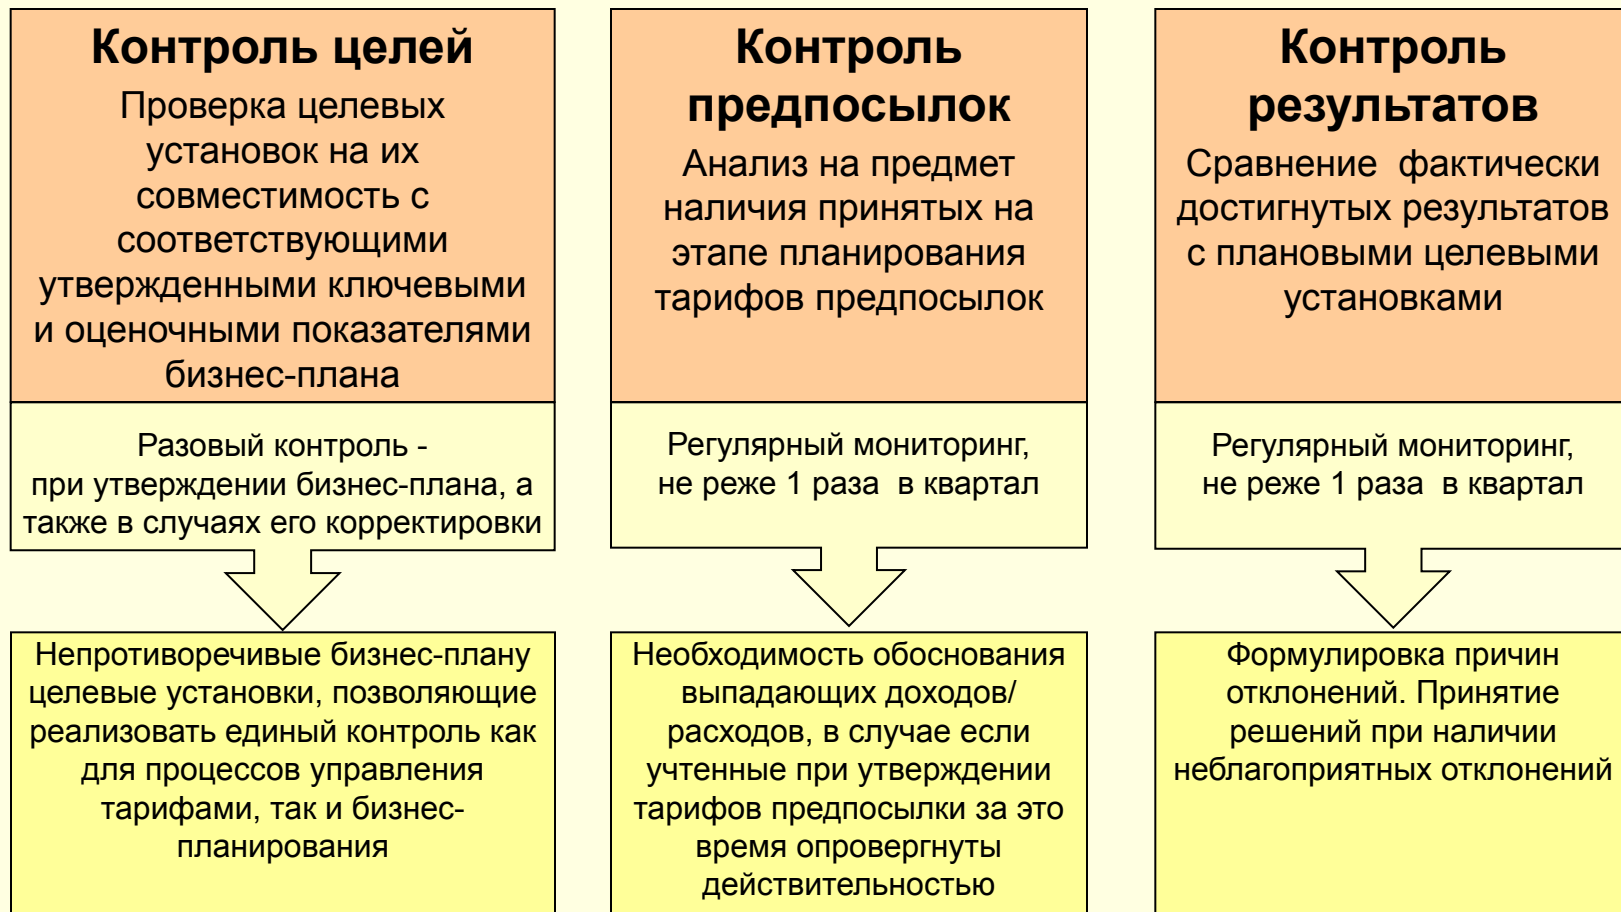 Контроль целей
Проверка целевых
установок на их
совместимость с
соответствующими
утвержденными ключевыми
и оценочными показателями
бизнес-плана
Разовый контроль -
при утверждении бизнес-плана, а
также в случаях его корректировки
Непротиворечивые бизнес-плану
целевые установки, позволяющие
реализовать единый контроль как
для процессов управления
тарифами, так и бизнес-
планирования
Контроль
предпосылок
Анализ на предмет
наличия принятых на
этапе планирования
тарифов предпосылок
Регулярный мониторинг,
не реже 1 раза  в квартал
Необходимость обоснования
выпадающих доходов/
расходов, в случае если
учтенные при утверждении
тарифов предпосылки за это
время опровергнуты
действительностью
Контроль
результатов
Сравнение  фактически
достигнутых результатов
с плановыми целевыми
установками
Регулярный мониторинг,
не реже 1 раза  в квартал
Формулировка причин
отклонений. Принятие
решений при наличии
неблагоприятных отклонений